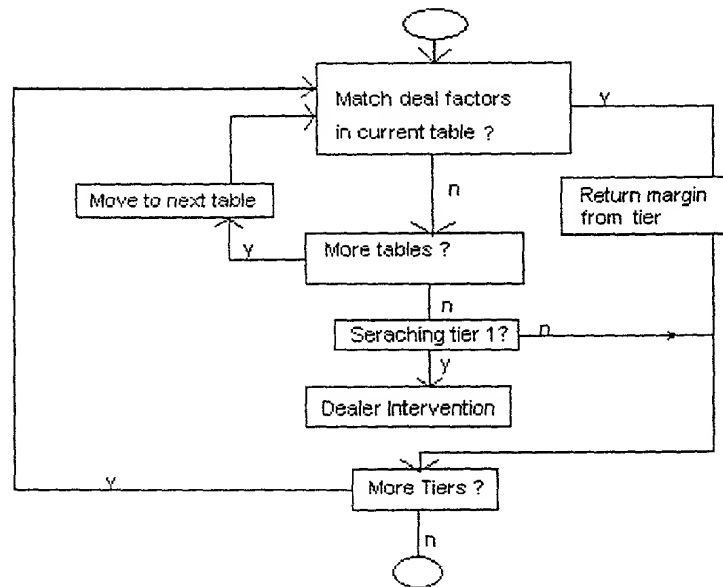 Match deal factors
in current table ?
y
Move to next table
n
Return margin
from tier
More tables ?
y
n
Seraching tier 1?
n
y
Dealer Intervention
More Tiers ?
y
n